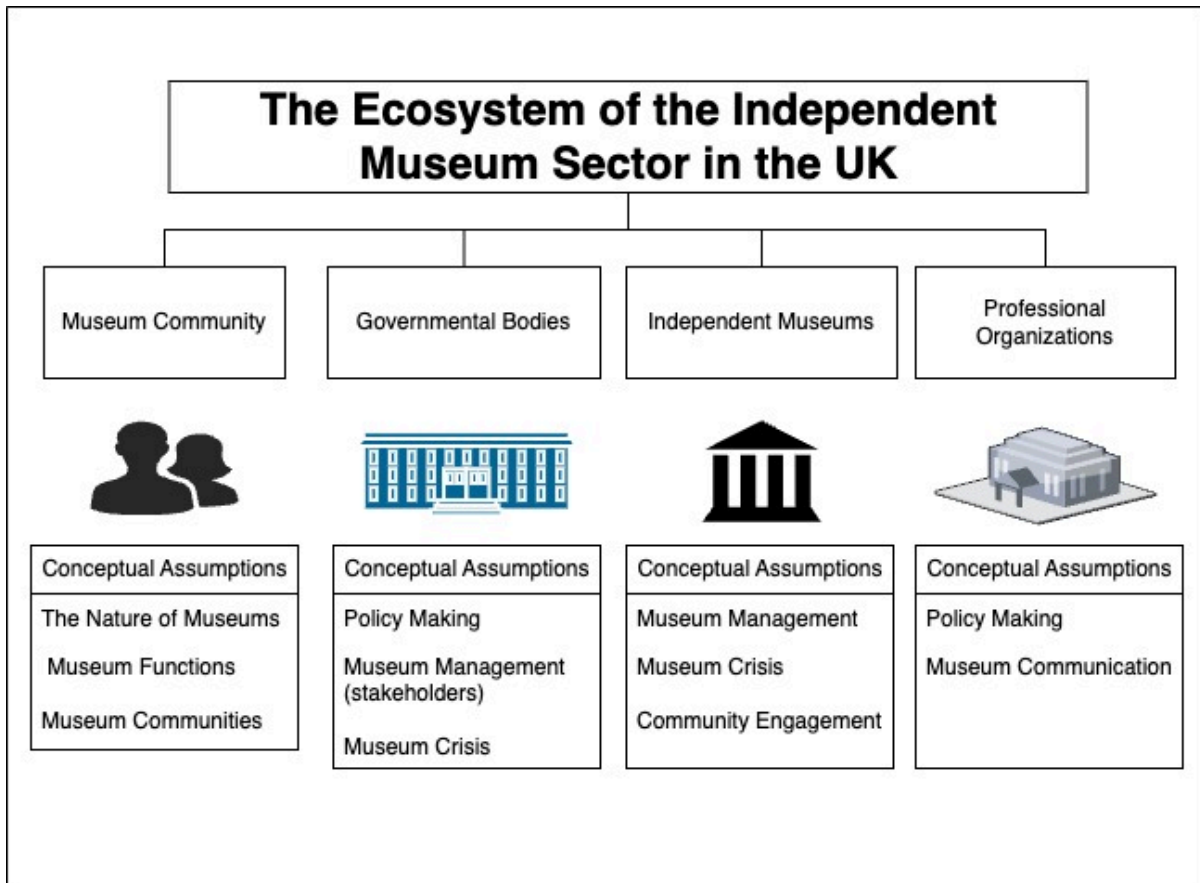 The Ecosystem of the Independent
Museum Sector in the UK
Museum Community
Governmental Bodies
Independent Museums
Professional
Organizations
Conceptual Assumptions
The Nature of Museums
Museum Functions
Museum Communities
Conceptual Assumptions
Policy Making
Museum Management
(stakeholders)
Museum Crisis
Conceptual Assumptions
Museum Management
Museum Crisis
Community Engagement
Conceptual Assumptions
Policy Making
Museum Communication